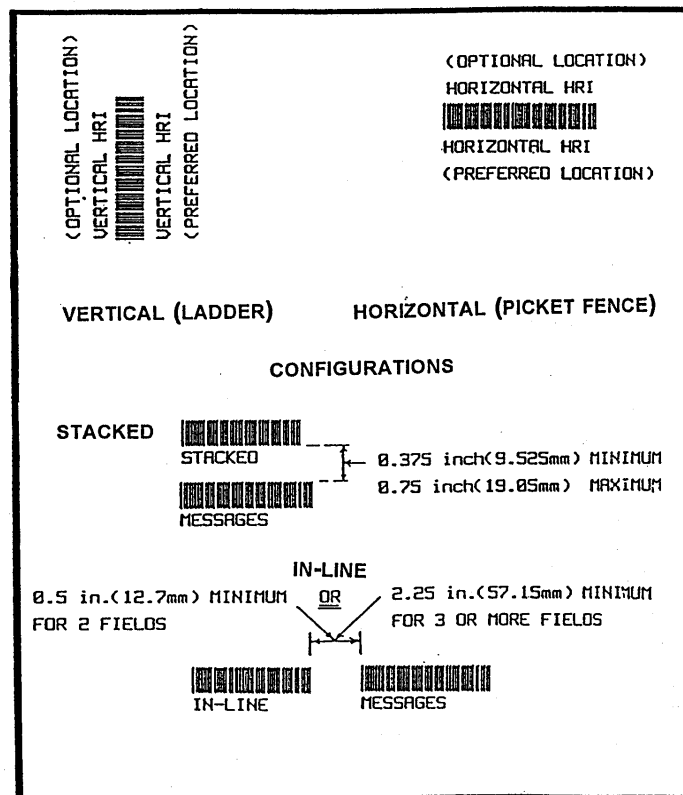 (OPTIONAL LOCATION)
VERTICAL HRI
VERTICAL HRI
(PREFERRED LOCATION)
(OPTIONAL LOCATION)
HORIZONTAL HRI
HORIZONTAL HRI
(PREFERRED LOCATION)
VERTICAL (LADDER)
HORIZONTAL (PICKET FENCE)
CONFIGURATIONS
STACKED
STACKED
0.375 inch(9.525mm) MINIMUM
0.75 inch(19.05mm) MAXIMUM
MESSAGES
IN-LINE
0.5 in.(12.7mm) MINIMUM
FOR 2 FIELDS
OR
2.25 in.(57.15mm) MINIMUM
FOR 3 OR MORE FIELDS
IN-LINE
MESSAGES